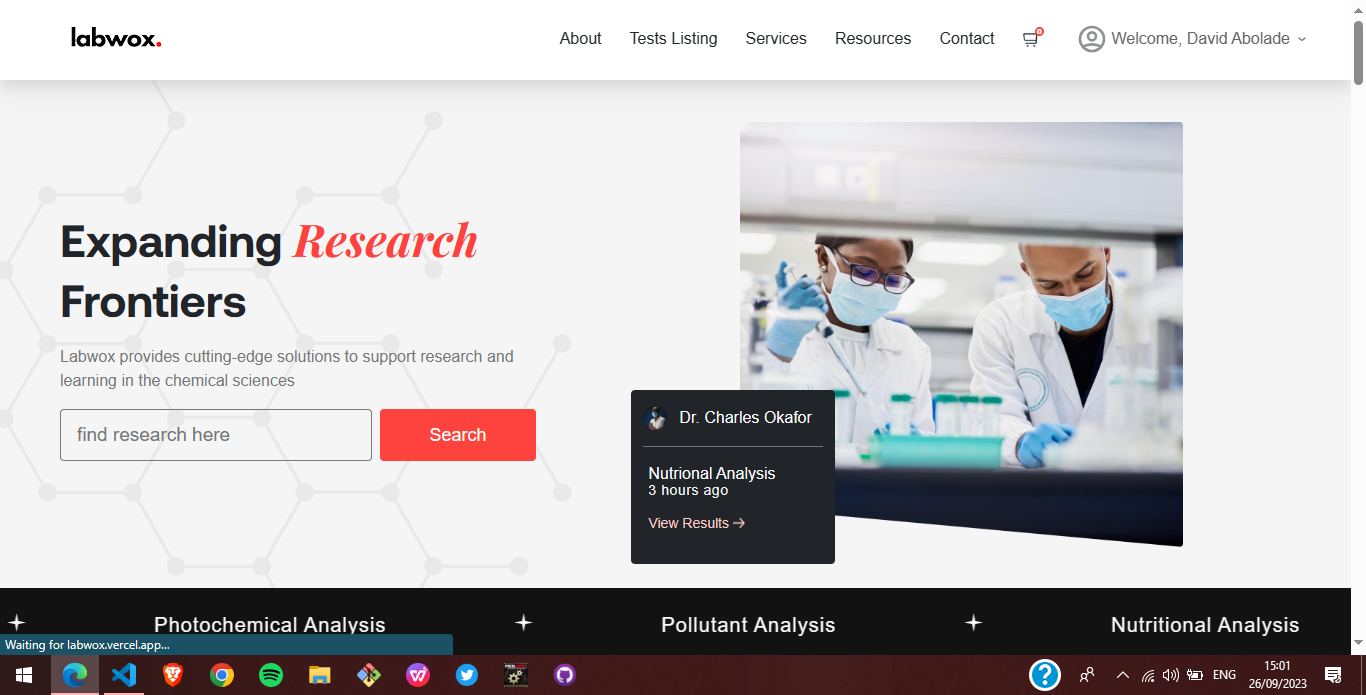 labwox.
About
Tests Listing
Services
Resources
Contact
0
Welcome, David Abolade
Expanding Research
Frontiers
Labwox provides cutting-edge solutions to support research and
learning in the chemical sciences
find research here
Search
Dr. Charles Okafor
Nutrional Analysis
3 hours ago
View Results →
Photochemical Analysis
Pollutant Analysis
Nutritional Analysis
Waiting for labwox.vercel.app...
ENG
15:01
26/09/2023